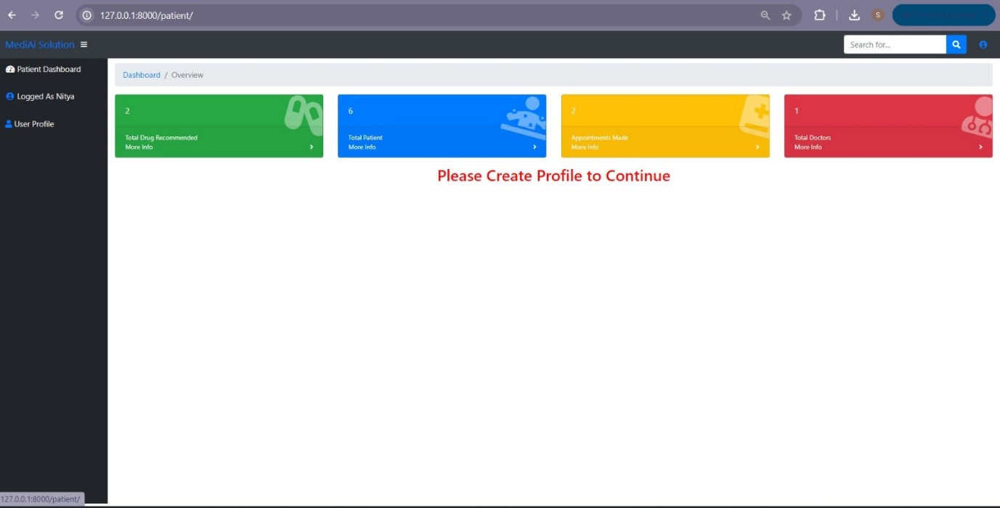 127.0.0.1:8000/patient/
S
MediAi Solution
Search for...
Patient Dashboard
Logged As Nitya
User Profile
Dashboard / Overview
2
Total Drug Recommended
More Info
6
Total Patient
More Info
2
Appointments Made
More Info
1
Total Doctors
More Info
Please Create Profile to Continue
127.0.0.1:8000/patient/